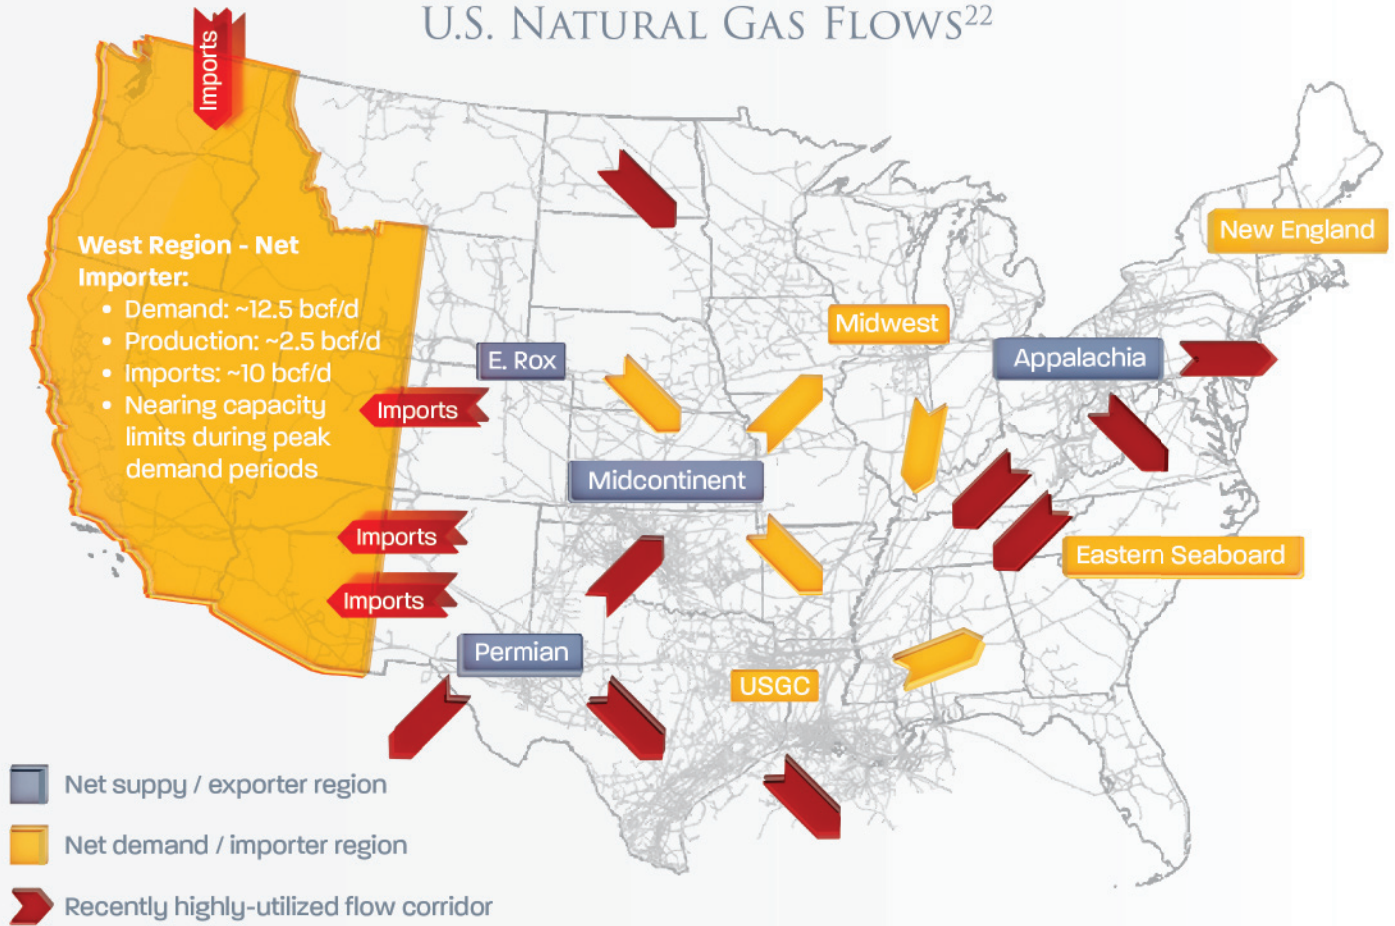 U.S. NATURAL GAS FLOWS22
Imports
New England
West Region - Net
Importer:
• Demand: ~12.5 bcf/d
• Production: ~2.5 bcf/d
• Imports: ~10 bcf/d
• Nearing capacity
limits during peak
demand periods
Midwest
E. Rox
Appalachia
Imports
Midcontinent
Imports
Eastern Seaboard
Imports
Permian
USGC
Net suppy / exporter region
Net demand / importer region
Recently highly-utilized flow corridor